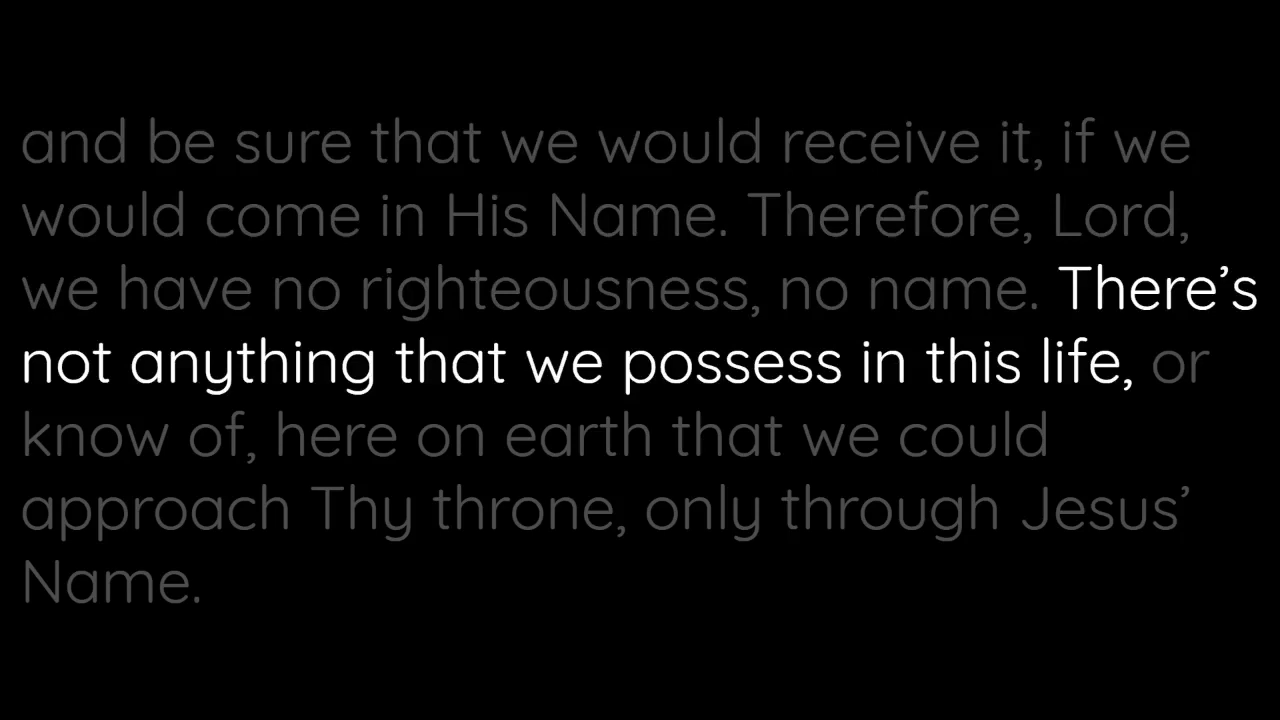 and be sure that we would receive it, if we
would come in His Name. Therefore, Lord,
we have no righteousness, no name. There’s
not anything that we possess in this life, or
know of, here on earth that we could
approach Thy throne, only through Jesus’
Name.